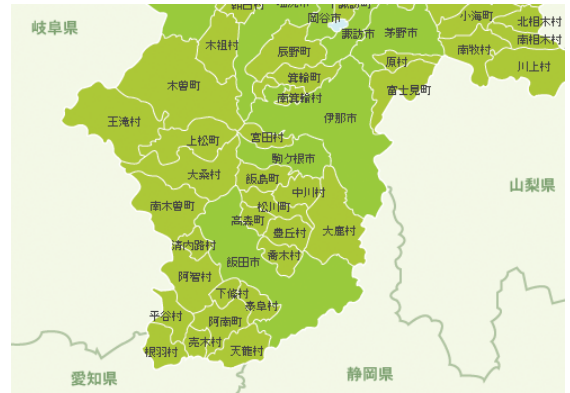 岐阜県
岡谷市
諏訪市
茅野市
小海町
北相木村
南相木村
南牧村
川上村
木祖村
辰野町
原村
富士見町
箕輪町
南箕輪村
木曽町
伊那市
王滝村
上松町
宮田村
駒ケ根市
大桑村
飯島町
中川村
山梨県
南木曽町
松川町
高森町
豊丘村
大鹿村
清内路村
喬木村
飯田市
阿智村
下條村
泰阜村
平谷村
阿南町
売木村
根羽村
天龍村
愛知県
静岡県